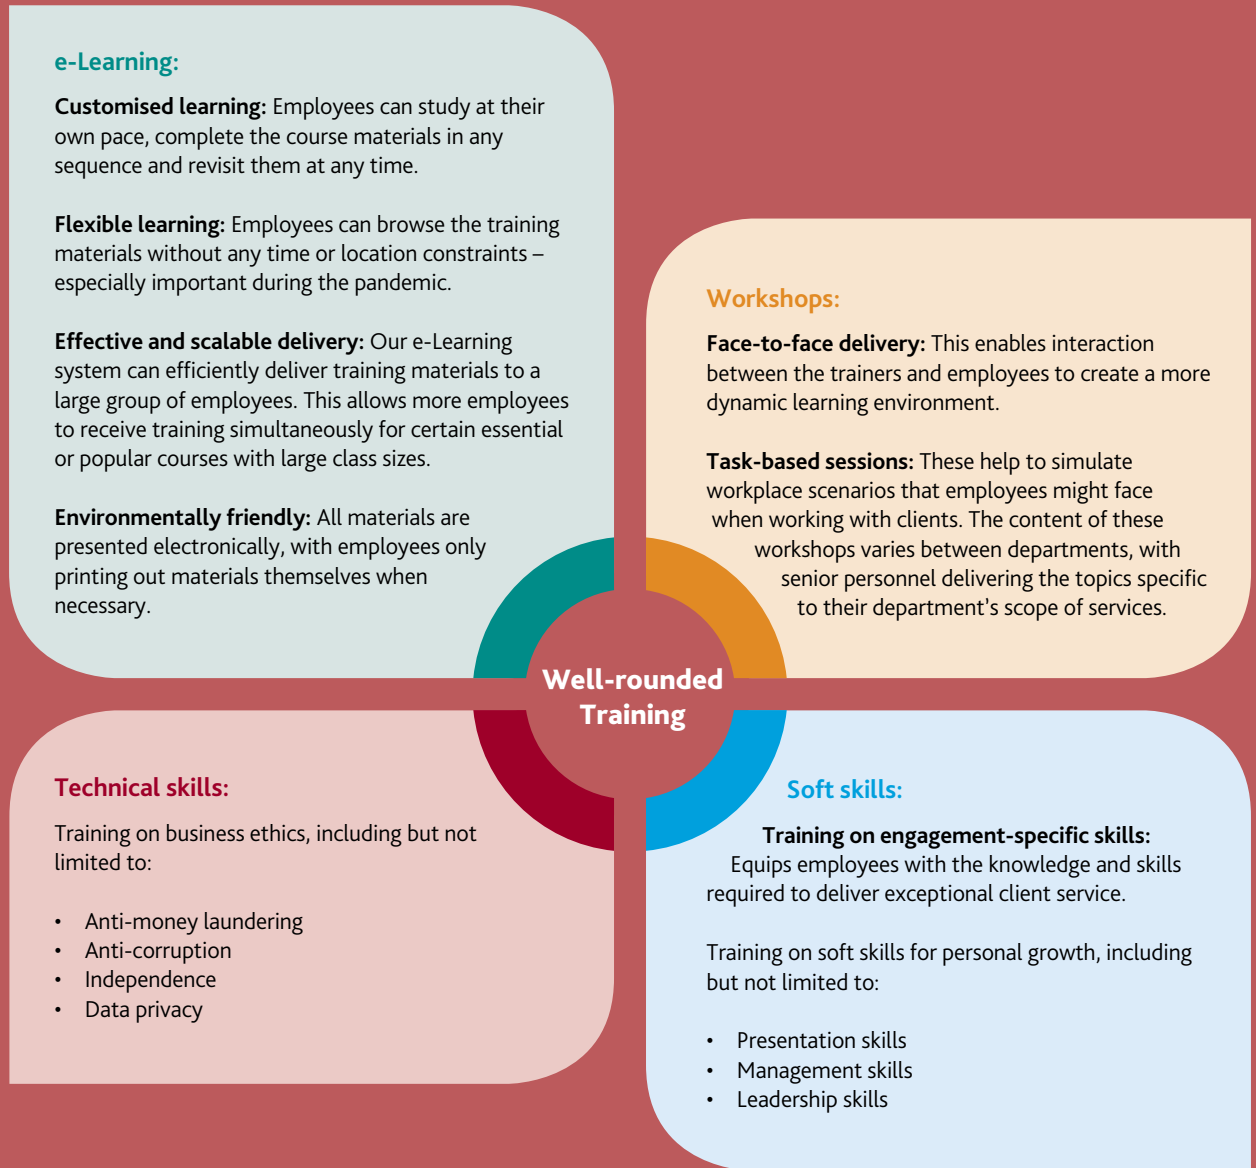 e-Learning:
Customised learning: Employees can study at their
own pace, complete the course materials in any
sequence and revisit them at any time.
Flexible learning: Employees can browse the training
materials without any time or location constraints –
especially important during the pandemic.
Effective and scalable delivery: Our e-Learning
system can efficiently deliver training materials to a
large group of employees. This allows more employees
to receive training simultaneously for certain essential
or popular courses with large class sizes.
Environmentally friendly: All materials are
presented electronically, with employees only
printing out materials themselves when
necessary.
Workshops:
Face-to-face delivery: This enables interaction
between the trainers and employees to create a more
dynamic learning environment.
Task-based sessions: These help to simulate
workplace scenarios that employees might face
when working with clients. The content of these
workshops varies between departments, with
senior personnel delivering the topics specific
to their department's scope of services.
Well-rounded
Training
Technical skills:
Training on business ethics, including but not
limited to:
• Anti-money laundering
• Anti-corruption
• Independence
• Data privacy
Soft skills:
Training on engagement-specific skills:
Equips employees with the knowledge and skills
required to deliver exceptional client service.
Training on soft skills for personal growth, including
but not limited to:
• Presentation skills
• Management skills
• Leadership skills